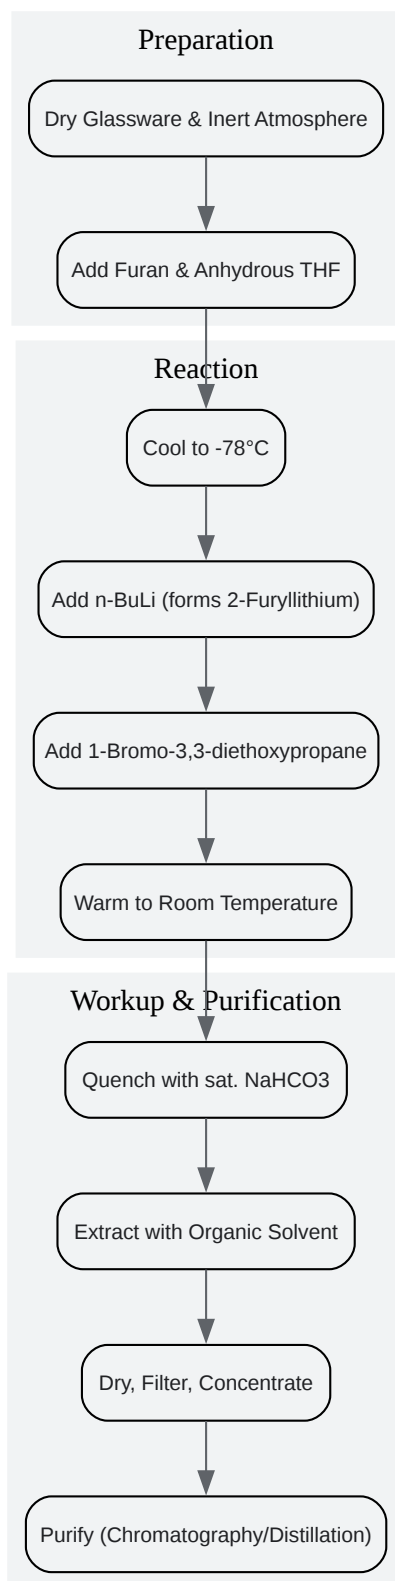 Preparation
Dry Glassware & Inert Atmosphere
Add Furan & Anhydrous THF
Reaction
Cool to -78°C
Add n-BuLi (forms 2-Furyllithium)
Add 1-Bromo-3,3-diethoxypropane
Warm to Room Temperature
Workup & Purification
Quench with sat. NaHCO3
Extract with Organic Solvent
Dry, Filter, Concentrate
Purify (Chromatography/Distillation)